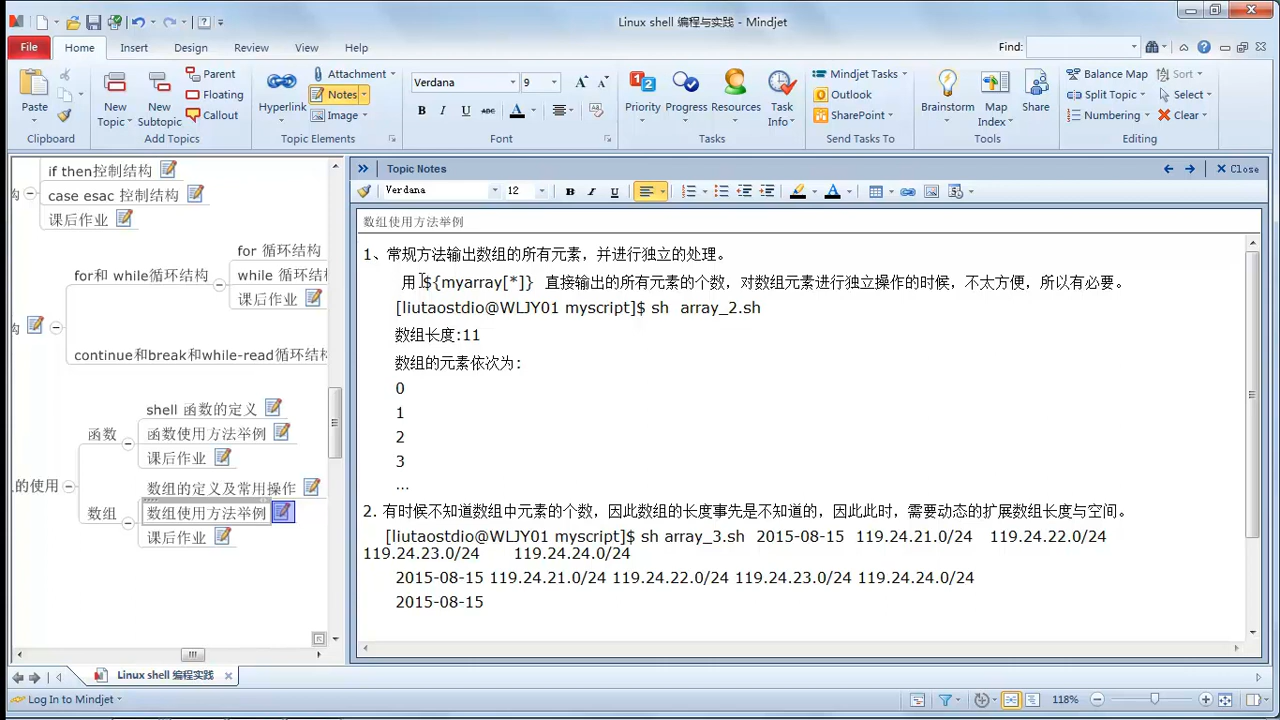 Linux shell 编程与实践 - Mindjet
File Home Insert Design Review View Help Find:
Paste New Topic New Subtopic Parent Floating Callout
Clipboard Add Topics
Hyperlink Attachment Notes Image
Topic Elements
Verdana 9
B I U abc A
Font
Priority Progress Resources Task Info
Tasks
Mindjet Tasks Outlook SharePoint
Send Tasks To
Brainstorm Map Index Share
Tools
Balance Map Sort
Split Topic Select
Numbering Clear
Editing
if then控制结构
构
case esac 控制结构
课后作业
for 循环结构
for和 while循环结构
while 循环结构
课后作业
构
continue和break和while-read循环结构
shell 函数的定义
函数
函数使用方法举例
课后作业
的使用
数组的定义及常用操作
数组
数组使用方法举例
课后作业
Topic Notes Close
Verdana 12 B I U A
数组使用方法举例
1、常规方法输出数组的所有元素，并进行独立的处理。
用${myarray[*]} 直接输出的所有元素的个数，对数组元素进行独立操作的时候，不太方便，所以有必要。
[liutaostdio@WLJY01 myscript]$ sh array_2.sh
数组长度:11
数组的元素依次为:
0
1
2
3
...
2. 有时候不知道数组中元素的个数，因此数组的长度事先是不知道的，因此此时，需要动态的扩展数组长度与空间。
[liutaostdio@WLJY01 myscript]$ sh array_3.sh 2015-08-15 119.24.21.0/24 119.24.22.0/24
119.24.23.0/24 119.24.24.0/24
2015-08-15 119.24.21.0/24 119.24.22.0/24 119.24.23.0/24 119.24.24.0/24
2015-08-15
Linux shell 编程实践
Log In to Mindjet 118%